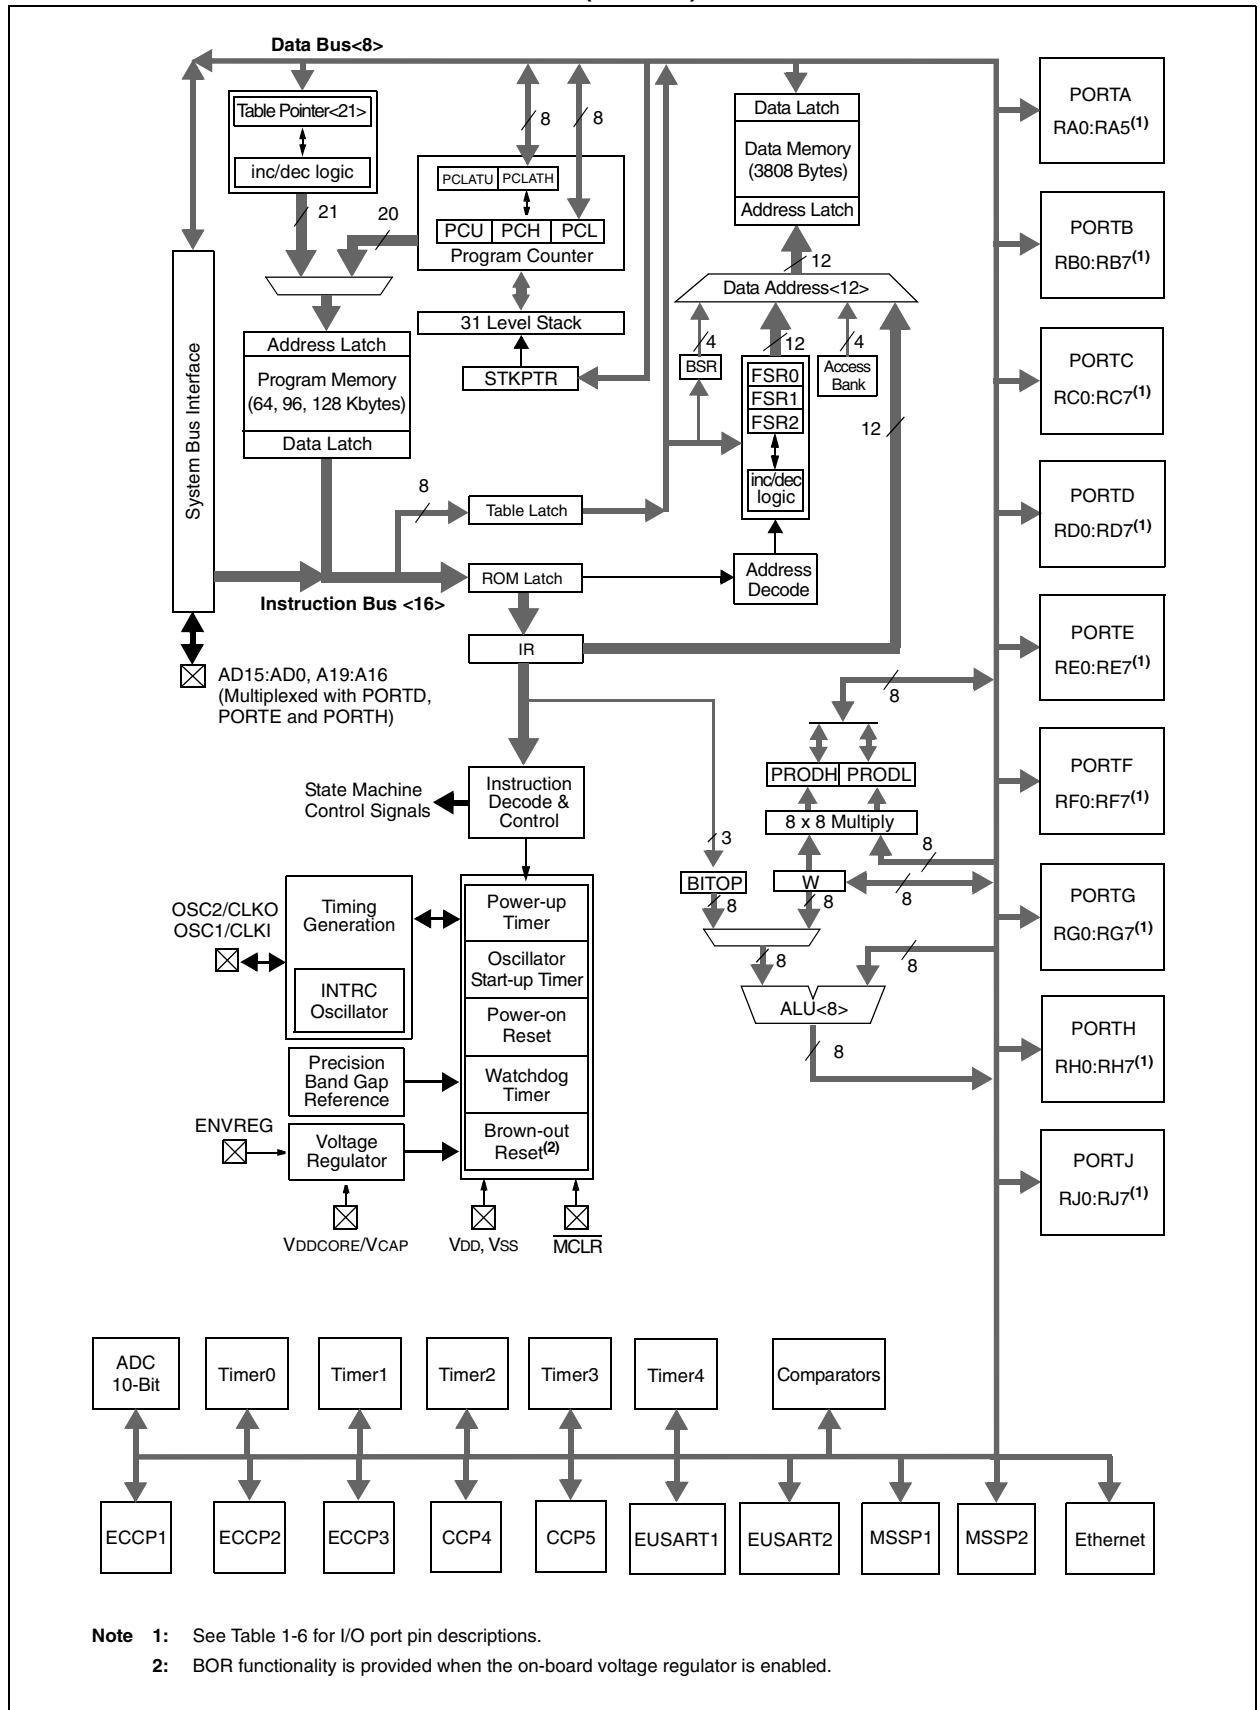 Data Bus<8>
Table Pointer<21>
inc/dec logic
21
20
8
8
PCLATU PCLATH
PCU PCH PCL
Program Counter
31 Level Stack
STKPTR
Data Latch
Data Memory
(3808 Bytes)
Address Latch
12
Data Address<12>
4
12
4
BSR
FSR0
FSR1
FSR2
inc/dec
logic
Access
Bank
12
System Bus Interface
Address Latch
Program Memory
(64, 96, 128 Kbytes)
Data Latch
8
Table Latch
ROM Latch
Address
Decode
Instruction Bus <16>
IR
AD15:AD0, A19:A16
(Multiplexed with PORTD,
PORTE and PORTH)
State Machine
Control Signals
Instruction
Decode &
Control
8
PRODH PRODL
8 x 8 Multiply
3
8
BITOP
W
8
8
8
8
8
ALU<8>
8
OSC2/CLKO
OSC1/CLKI
Timing
Generation
INTRC
Oscillator
Power-up
Timer
Oscillator
Start-up Timer
Power-on
Reset
Watchdog
Timer
Brown-out
Reset(2)
Precision
Band Gap
Reference
ENVREG
Voltage
Regulator
VDDCORE/VCAP
VDD, VSS
MCLR
PORTA
RA0:RA5(1)
PORTB
RB0:RB7(1)
PORTC
RC0:RC7(1)
PORTD
RD0:RD7(1)
PORTE
RE0:RE7(1)
PORTF
RF0:RF7(1)
PORTG
RG0:RG7(1)
PORTH
RH0:RH7(1)
PORTJ
RJ0:RJ7(1)
ADC
10-Bit
Timer0
Timer1
Timer2
Timer3
Timer4
Comparators
ECCP1
ECCP2
ECCP3
CCP4
CCP5
EUSART1
EUSART2
MSSP1
MSSP2
Ethernet
Note 1: See Table 1-6 for I/O port pin descriptions.
2: BOR functionality is provided when the on-board voltage regulator is enabled.